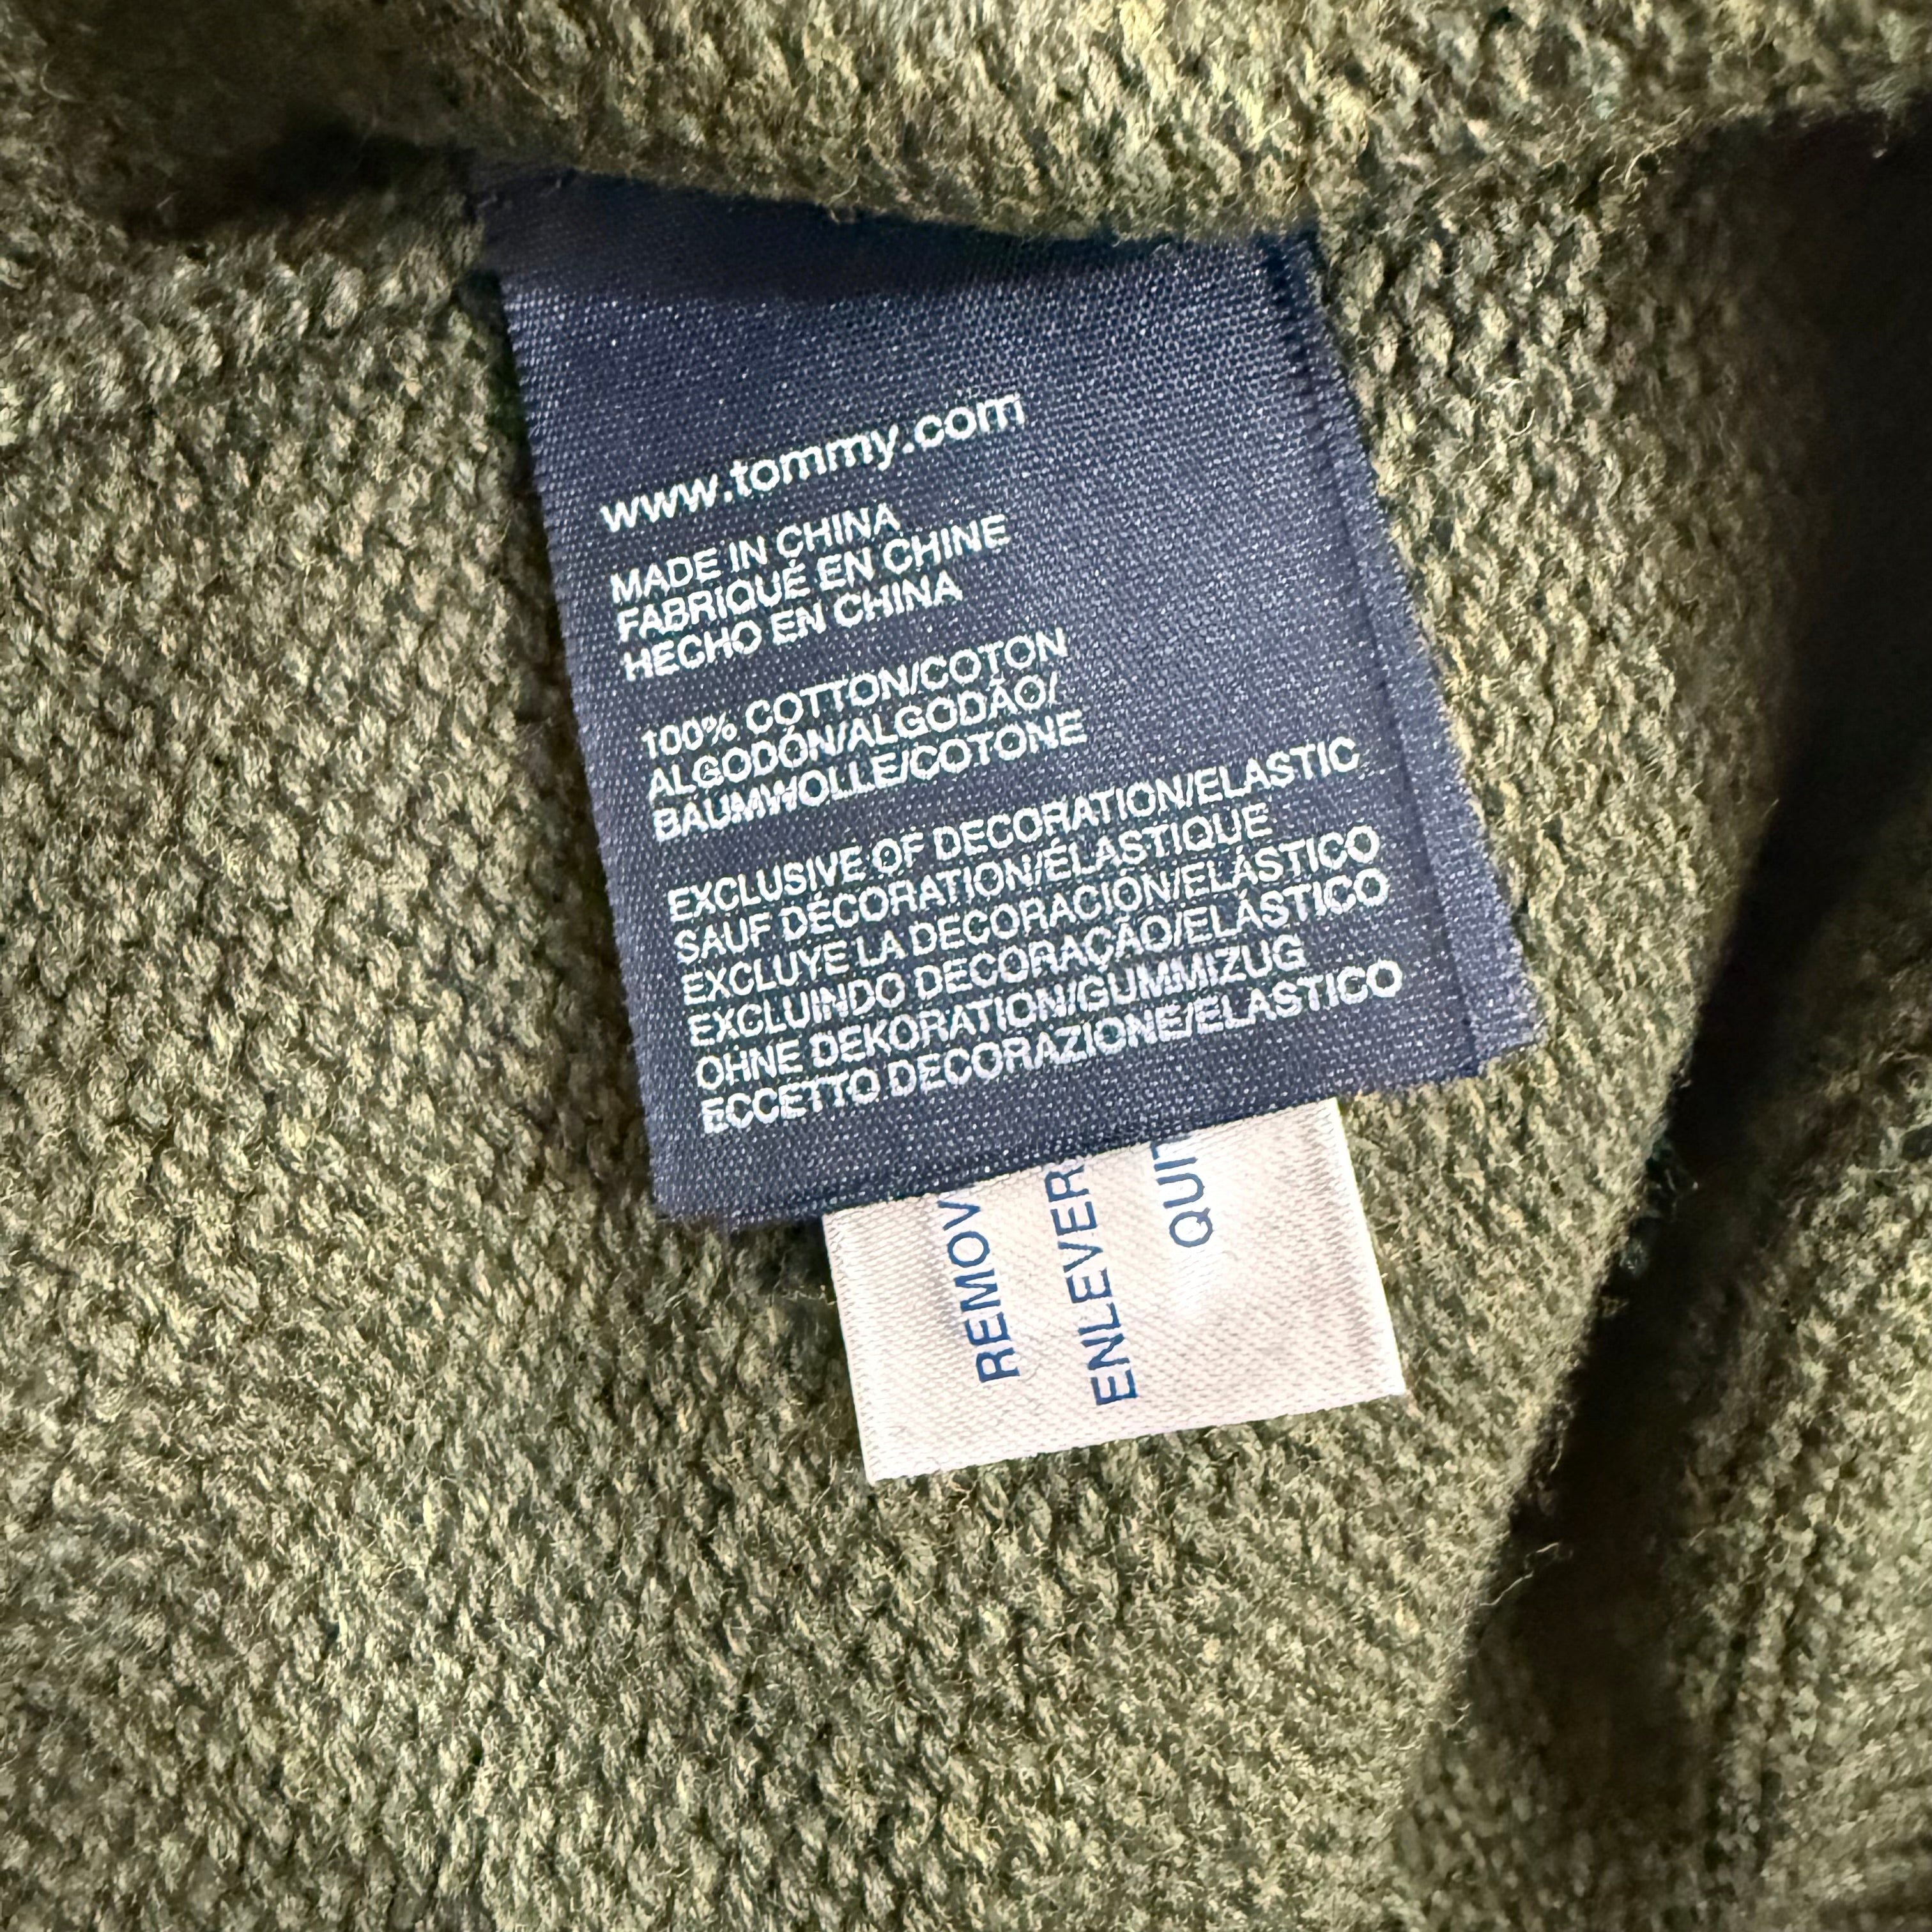 www.tommy.com
MADE IN CHINA
FABRIQUÉ EN CHINE
HECHO EN CHINA
100% COTTON/COTON
ALGODÓN/ALGODÃO/
BAUMWOLLE/COTONE
EXCLUSIVE OF DECORATION/ELASTIC
SAUF DÉCORATION/ÉLASTIQUE
EXCLUYE LA DECORACIÓN/ELÁSTICO
EXCLUINDO DECORAÇÃO/ELÁSTICO
OHNE DEKORATION/GUMMIZUG
ECCETTO DECORAZIONE/ELASTICO
REMOV
ENLEVER
QUIT